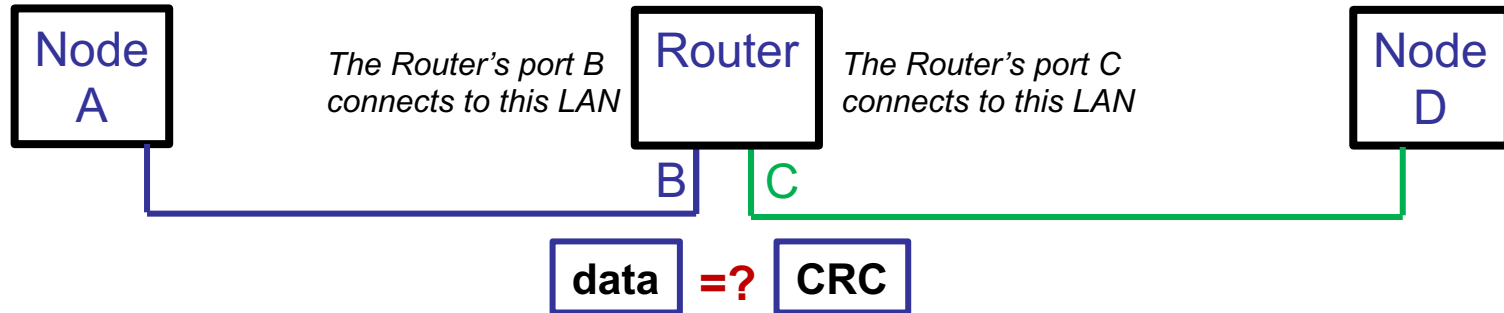 Node
A
The Router's port B
connects to this LAN
Router
The Router's port C
connects to this LAN
Node
D
B
C
data =? CRC